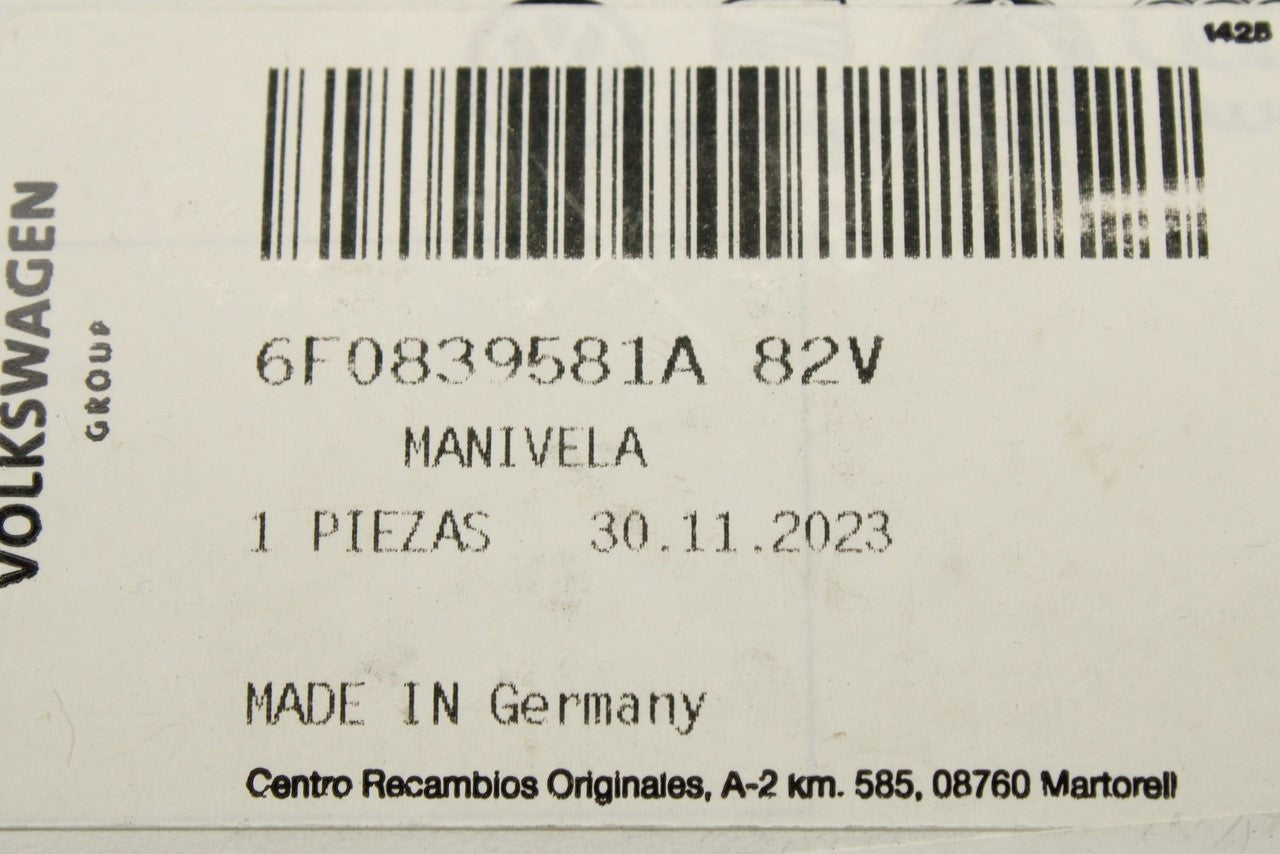 1425
VOLKSWAGEN
GROUP
6F0839581A 82V
MANIVELA
1 PIEZAS 30.11.2023
MADE IN Germany
Centro Recambios Originales, A-2 km. 585, 08760 Martorell